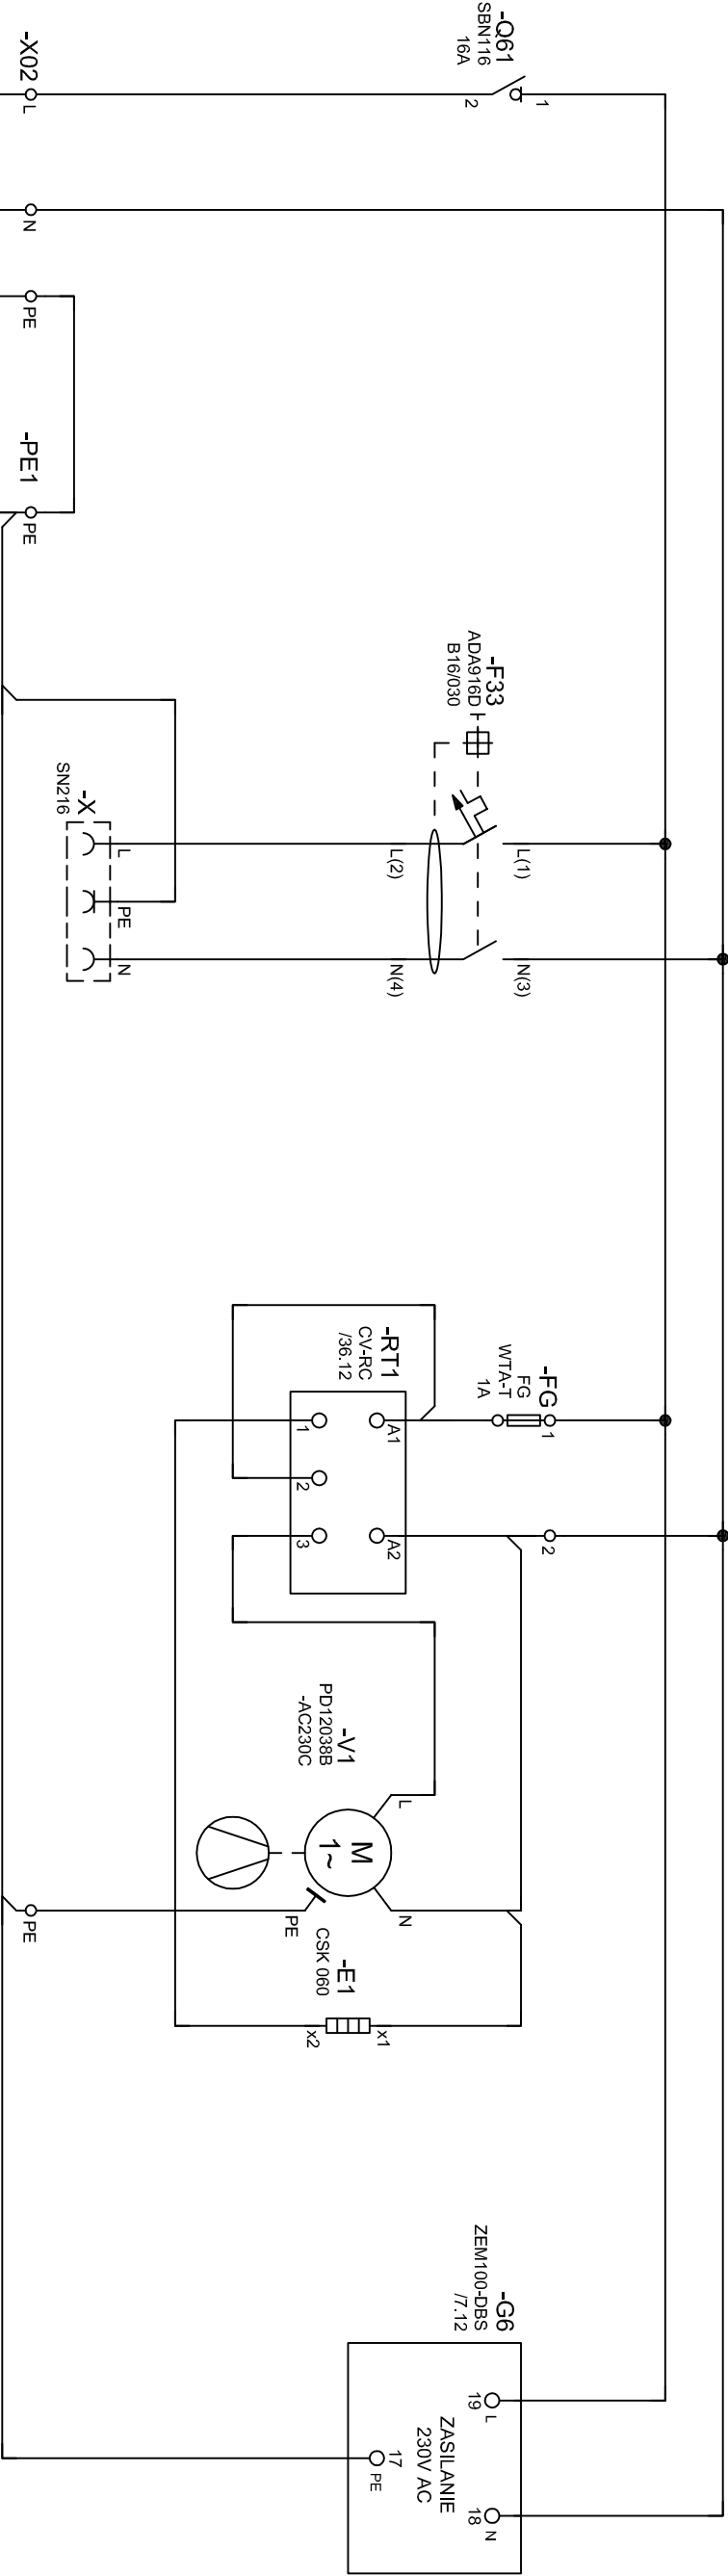 -Q61
SBN116
16A
1
2
-X02
L
N
PE
-PE1
PE
-F33
ADA916D
B16/030
L(1)
N(3)
L(2)
N(4)
-X
SN216
L
PE
N
-FG
FG
WTA-T
1A
1
2
-RT1
CV-RC
/36.12
A1
A2
1
2
3
-V1
PD12038B
-AC230C
L
N
M
1~
PE
PE
-E1
CSK 060
x1
x2
-G6
ZEM100-DBS
/7.12
19
L
18
N
ZASILANIE
230V AC
17
PE